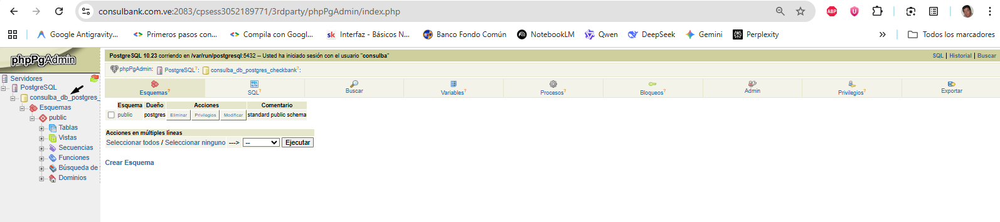 consulbank.com.ve:2083/cpsess3052189771/3rdparty/phpPgAdmin/index.php
ABP
Google Antigravity...
Primeros pasos con...
Compila con Googl...
sk Interfaz - Básicos N...
Banco Fondo Común
NotebookLM
Qwen
DeepSeek
Gemini
Perplexity
»
Todos los marcadores
phpPgAdmin
Servidores
PostgreSQL
consulba_db_postgres_
Esquemas
public
Tablas
Vistas
Secuencias
Funciones
Búsqueda de
Dominios
PostgreSQL 10.23 corriendo en /var/run/postgresql:5432 -- Usted ha iniciado sesión con el usuario "consulba"
SQL | Historial | Buscar
phpPgAdmin: PostgreSQL?: consulba_db_postgres_checkbank?:
Esquemas?
SQL?
Buscar
Variables?
Procesos?
Bloqueos?
Admin
Privilegios?
Exportar
Esquema Dueño Acciones Comentario
public postgres Eliminar Privilegios Modificar standard public schema
Acciones en múltiples líneas
Seleccionar todos / Seleccionar ninguno ---> -- Ejecutar
Crear Esquema